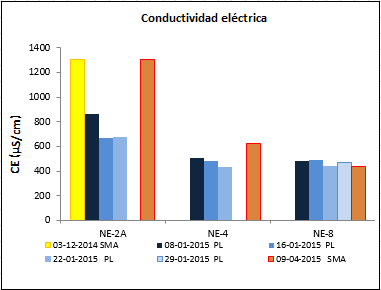 Conductividad eléctrica
CE (µS/cm)
1400
1200
1000
800
600
400
200
0
NE-2A NE-4 NE-8
03-12-2014 SMA 08-01-2015 PL 16-01-2015 PL
22-01-2015 PL 29-01-2015 PL 09-04-2015 SMA